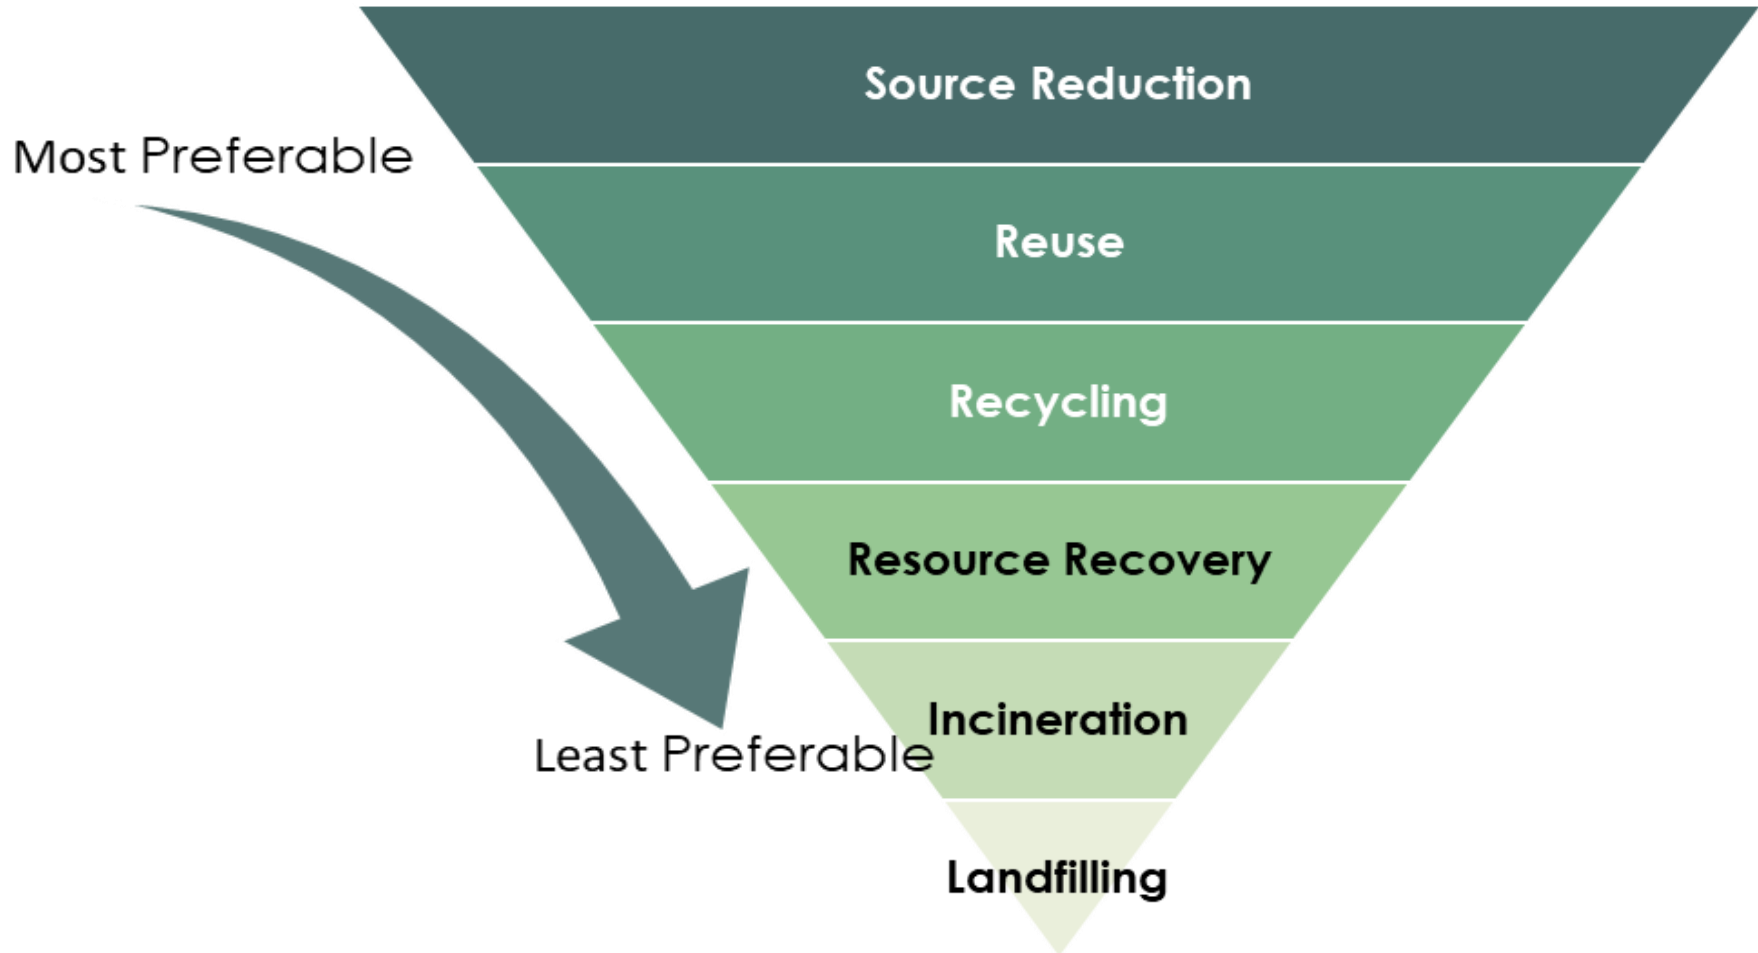 Source Reduction
Most Preferable
Reuse
Recycling
Resource Recovery
Incineration
Least Preferable
Landfilling